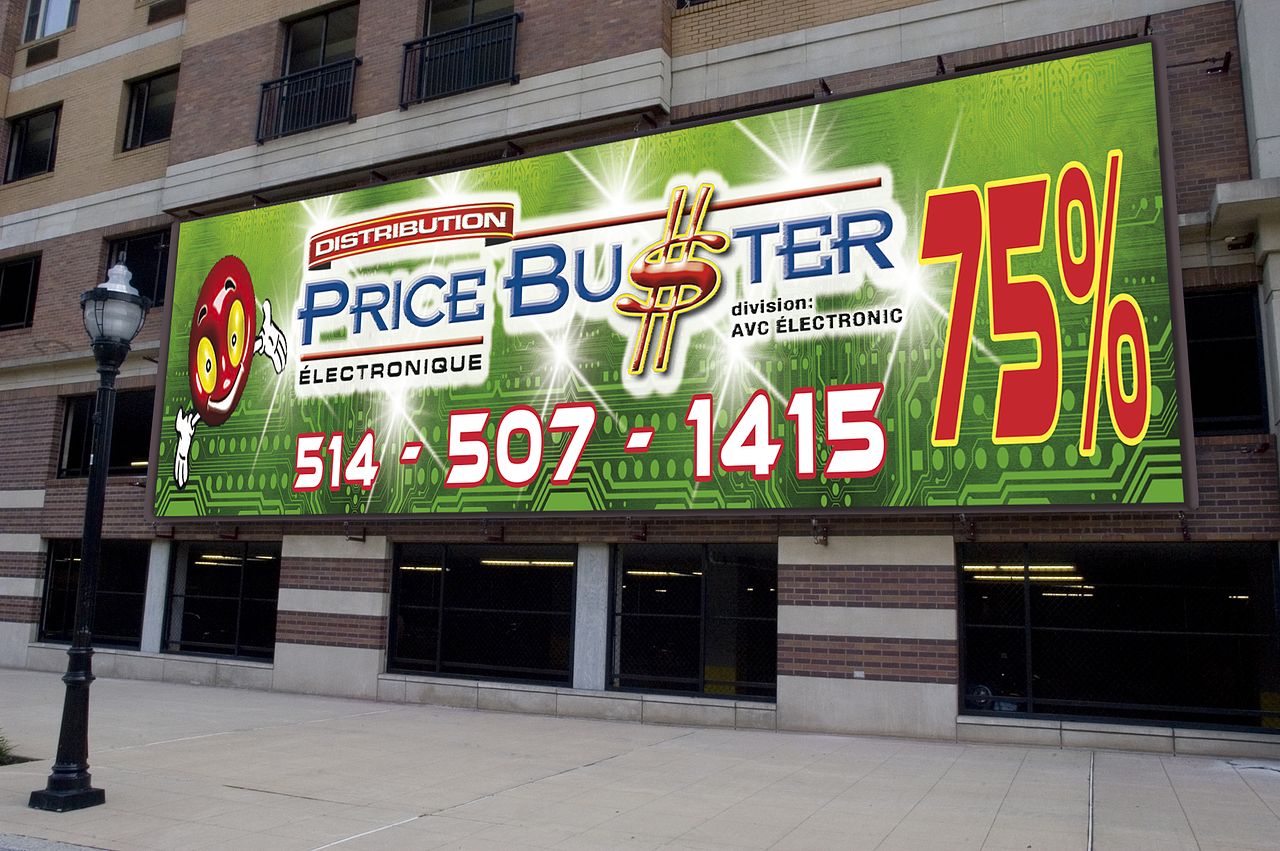 DISTRIBUTION
PRICE BU$TER
ÉLECTRONIQUE
division:
AVC ÉLECTRONIC
514 - 507 - 1415
75%